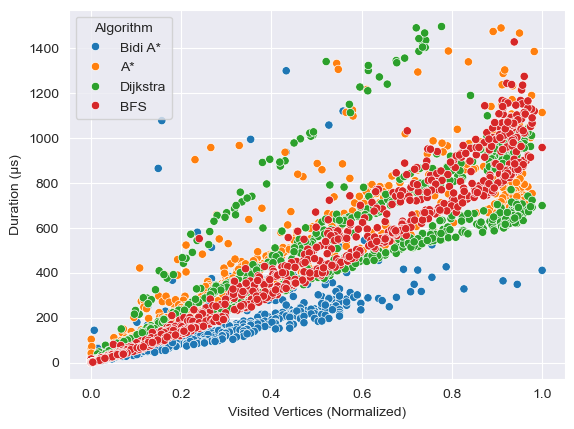 Algorithm
Bidi A*
A*
Dijkstra
BFS
Duration (μs)
1400
1200
1000
800
600
400
200
0
0.0 0.2 0.4 0.6 0.8 1.0
Visited Vertices (Normalized)